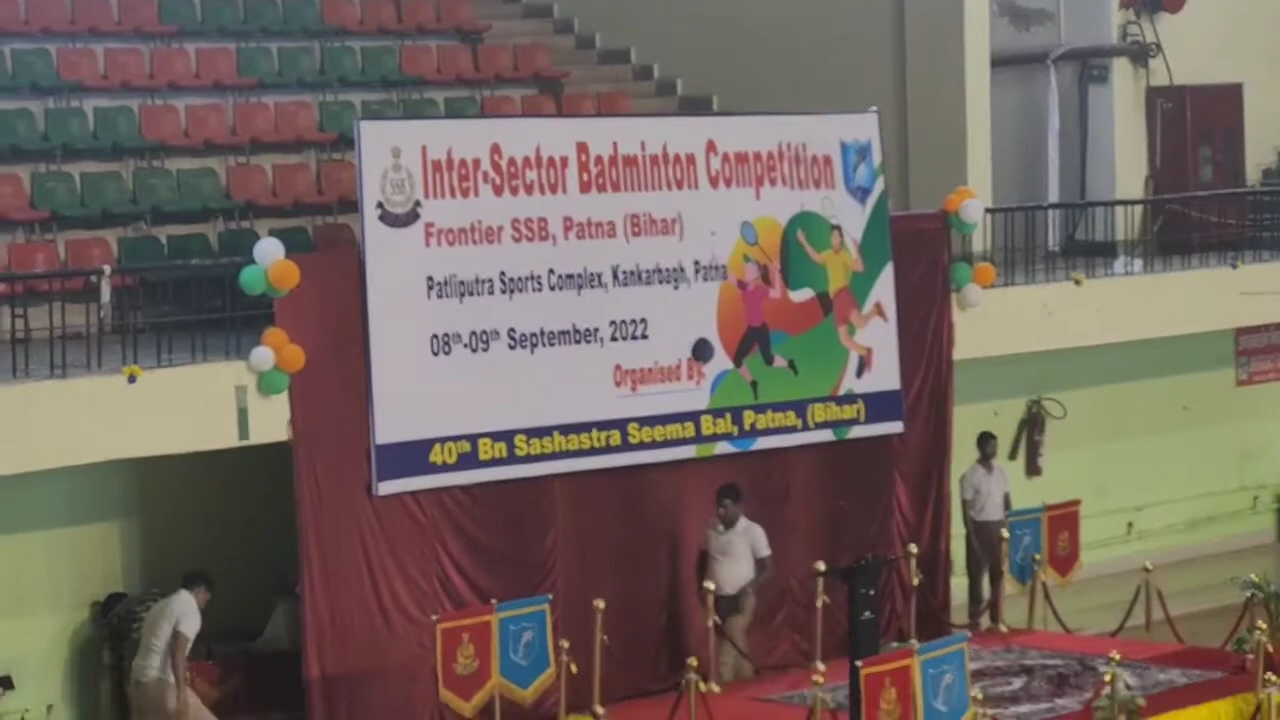 Inter-Sector Badminton Competition
SSB
Frontier SSB, Patna (Bihar)
Patliputra Sports Complex, Kankarbagh, Patna
08th-09th September, 2022
Organised By:
40th Bn Sashastra Seema Bal, Patna, (Bihar)